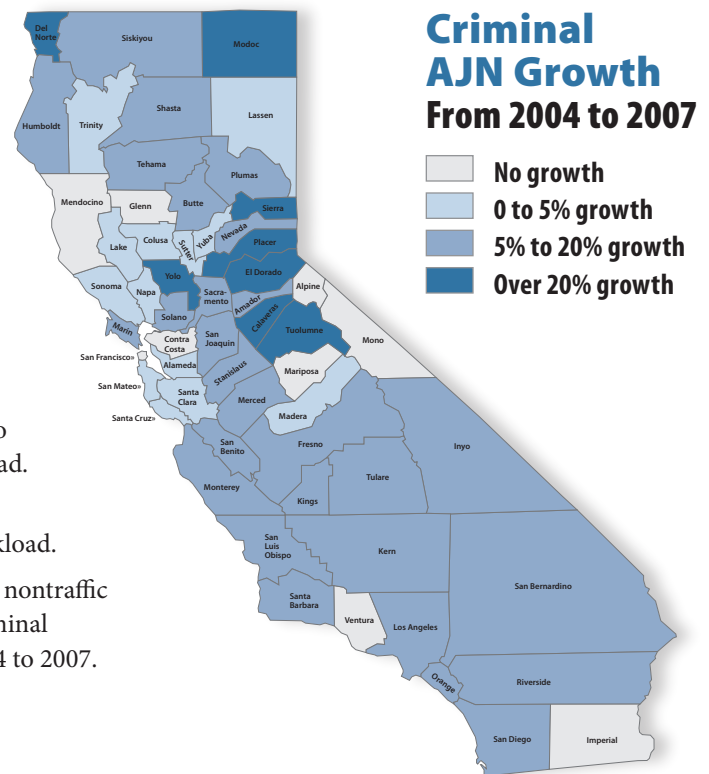 Criminal
AJN Growth
From 2004 to 2007
No growth
0 to 5% growth
5% to 20% growth
Over 20% growth
Del
Norte
Siskiyou
Modoc
Humboldt
Trinity
Shasta
Lassen
Tehama
Plumas
Mendocino
Glenn
Butte
Sierra
Lake
Colusa
Sutter
Yuba
Nevada
Placer
Sonoma
Napa
Yolo
Sacra-
mento
El Dorado
Alpine
Amador
Calaveras
Solano
Marin
Contra
Costa
San
Joaquin
Tuolumne
Mono
San Francisco»
Alameda
Stanislaus
Mariposa
San Mateo»
Santa
Clara
Merced
Madera
Santa Cruz»
San
Benito
Fresno
Inyo
Monterey
Kings
Tulare
San
Luis
Obispo
Kern
San Bernardino
Santa
Barbara
Ventura
Los Angeles
Orange
Riverside
San Diego
Imperial
ad.
kload.
nontraffic
minal
4 to 2007.